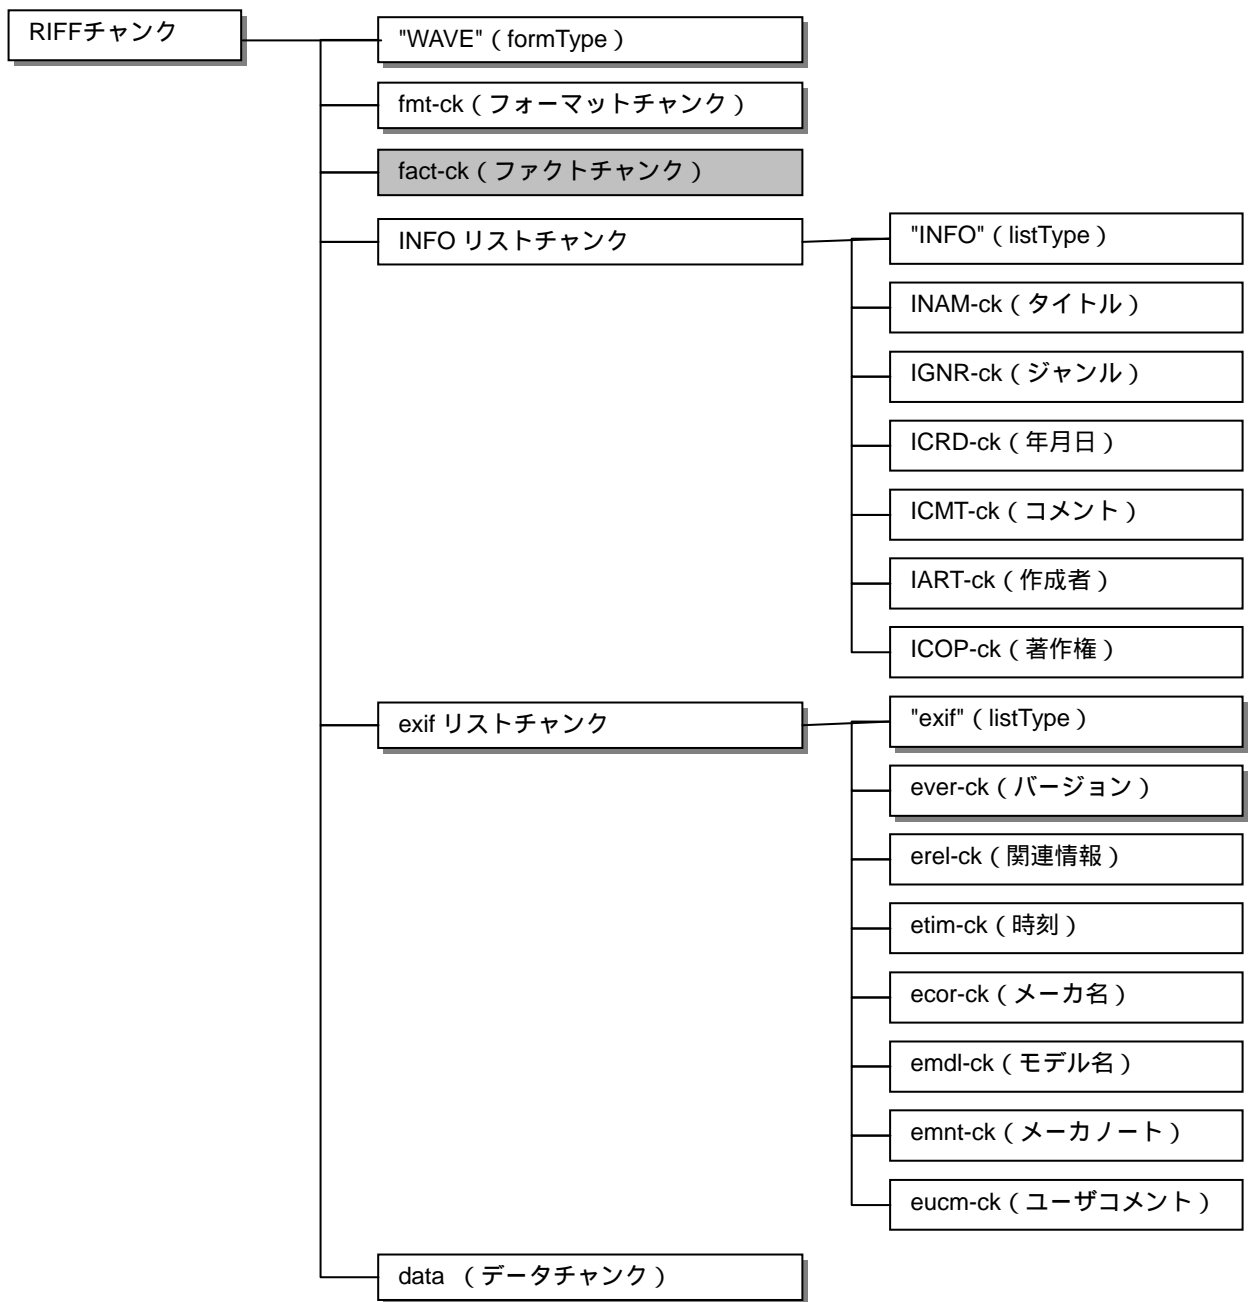 RIFFチャンク
"WAVE"（formType）
fmt-ck（フォーマットチャンク）
fact-ck（ファクトチャンク）
INFO リストチャンク
"INFO"（listType）
INAM-ck（タイトル）
IGNR-ck（ジャンル）
ICRD-ck（年月日）
ICMT-ck（コメント）
IART-ck（作成者）
ICOP-ck（著作権）
exif リストチャンク
"exif"（listType）
ever-ck（バージョン）
erel-ck（関連情報）
etim-ck（時刻）
ecor-ck（メーカ名）
emdl-ck（モデル名）
emnt-ck（メーカノート）
eucm-ck（ユーザコメント）
data （データチャンク）